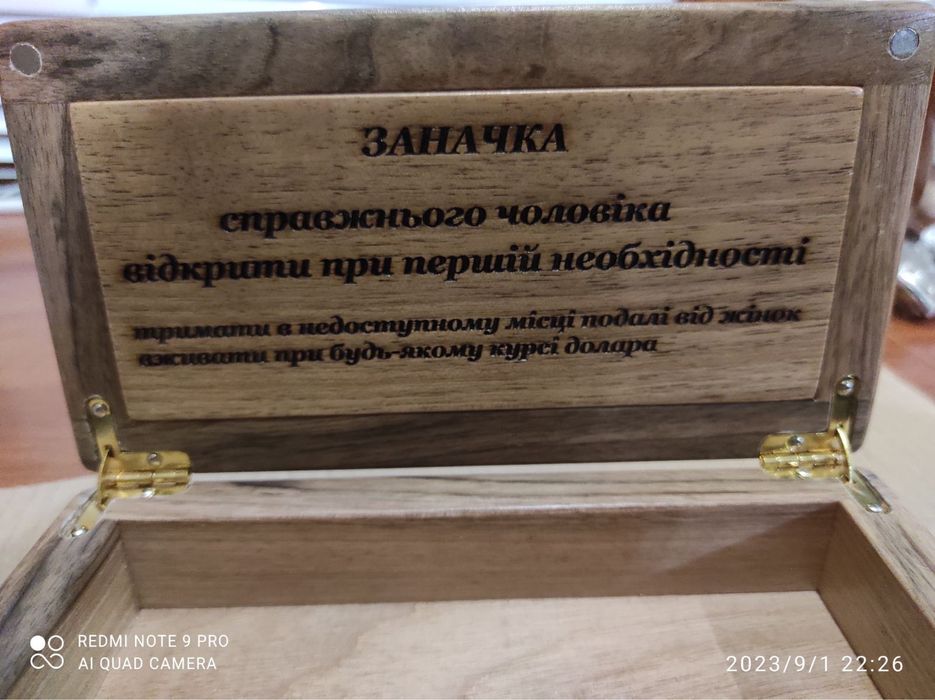 ЗАНАЧКА
справжнього чоловіка
відкрити при першій необхідності
тримати в недоступному місці подалі від жінок
вживати при будь-якому курсі долара
REDMI NOTE 9 PRO
AI QUAD CAMERA
2023/9/1 22:26